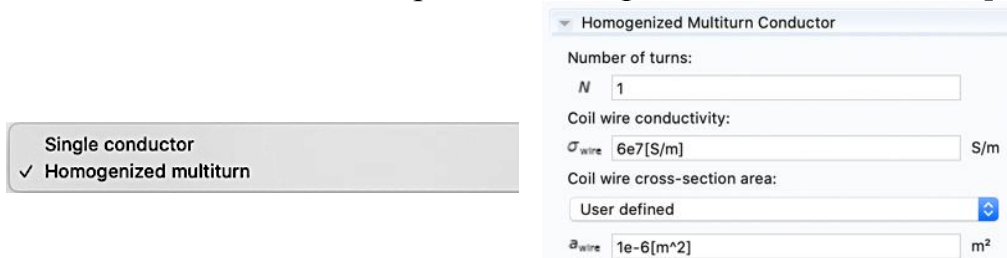 Single conductor
✓ Homogenized multiturn
Homogenized Multiturn Conductor
Number of turns:
N 1
Coil wire conductivity:
σwire 6e7[S/m] S/m
Coil wire cross-section area:
User defined
awire 1e-6[m^2] m²